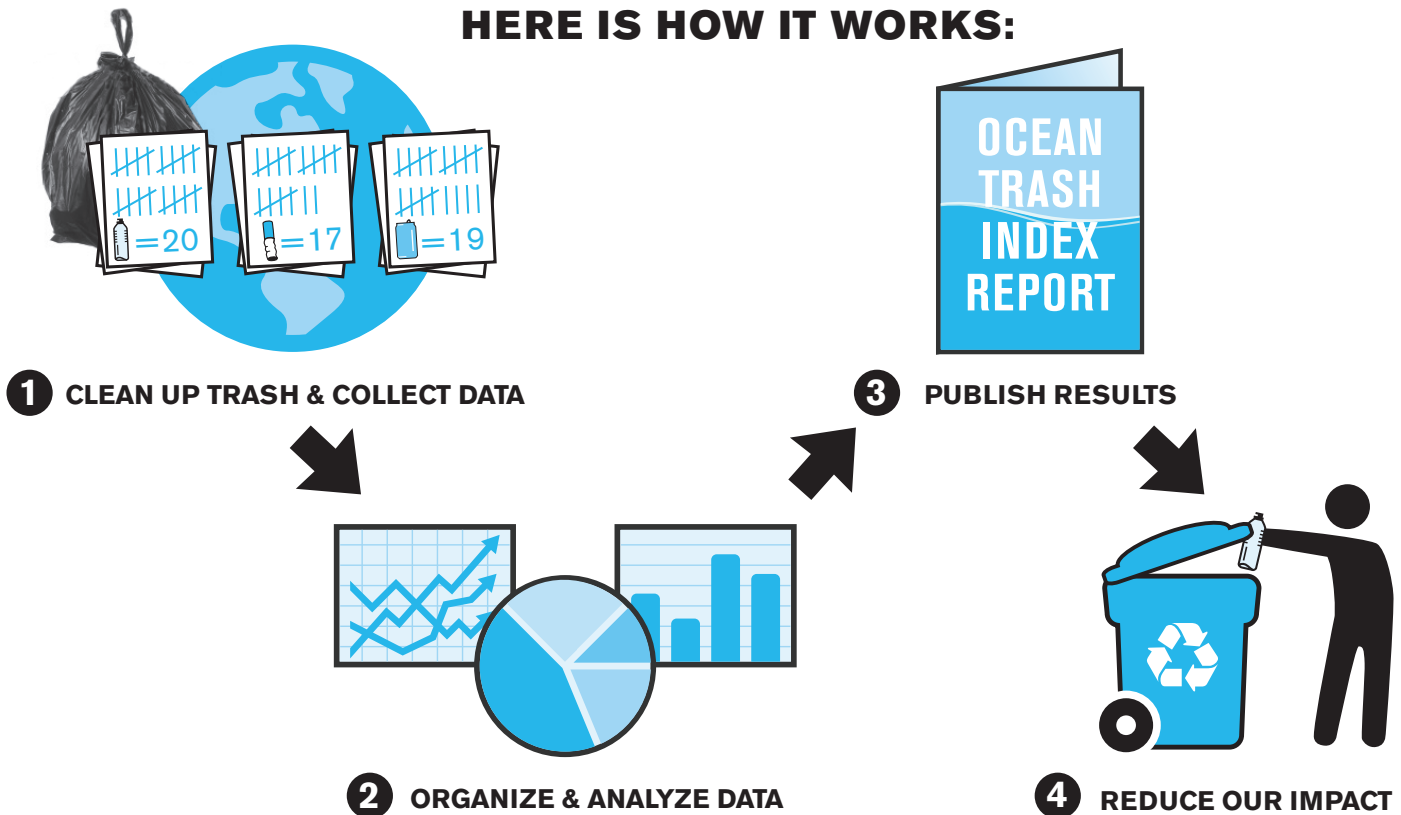 HERE IS HOW IT WORKS:
=20
=17
=19
OCEAN
TRASH
INDEX
REPORT
1 CLEAN UP TRASH & COLLECT DATA
3 PUBLISH RESULTS
2 ORGANIZE & ANALYZE DATA
4 REDUCE OUR IMPACT